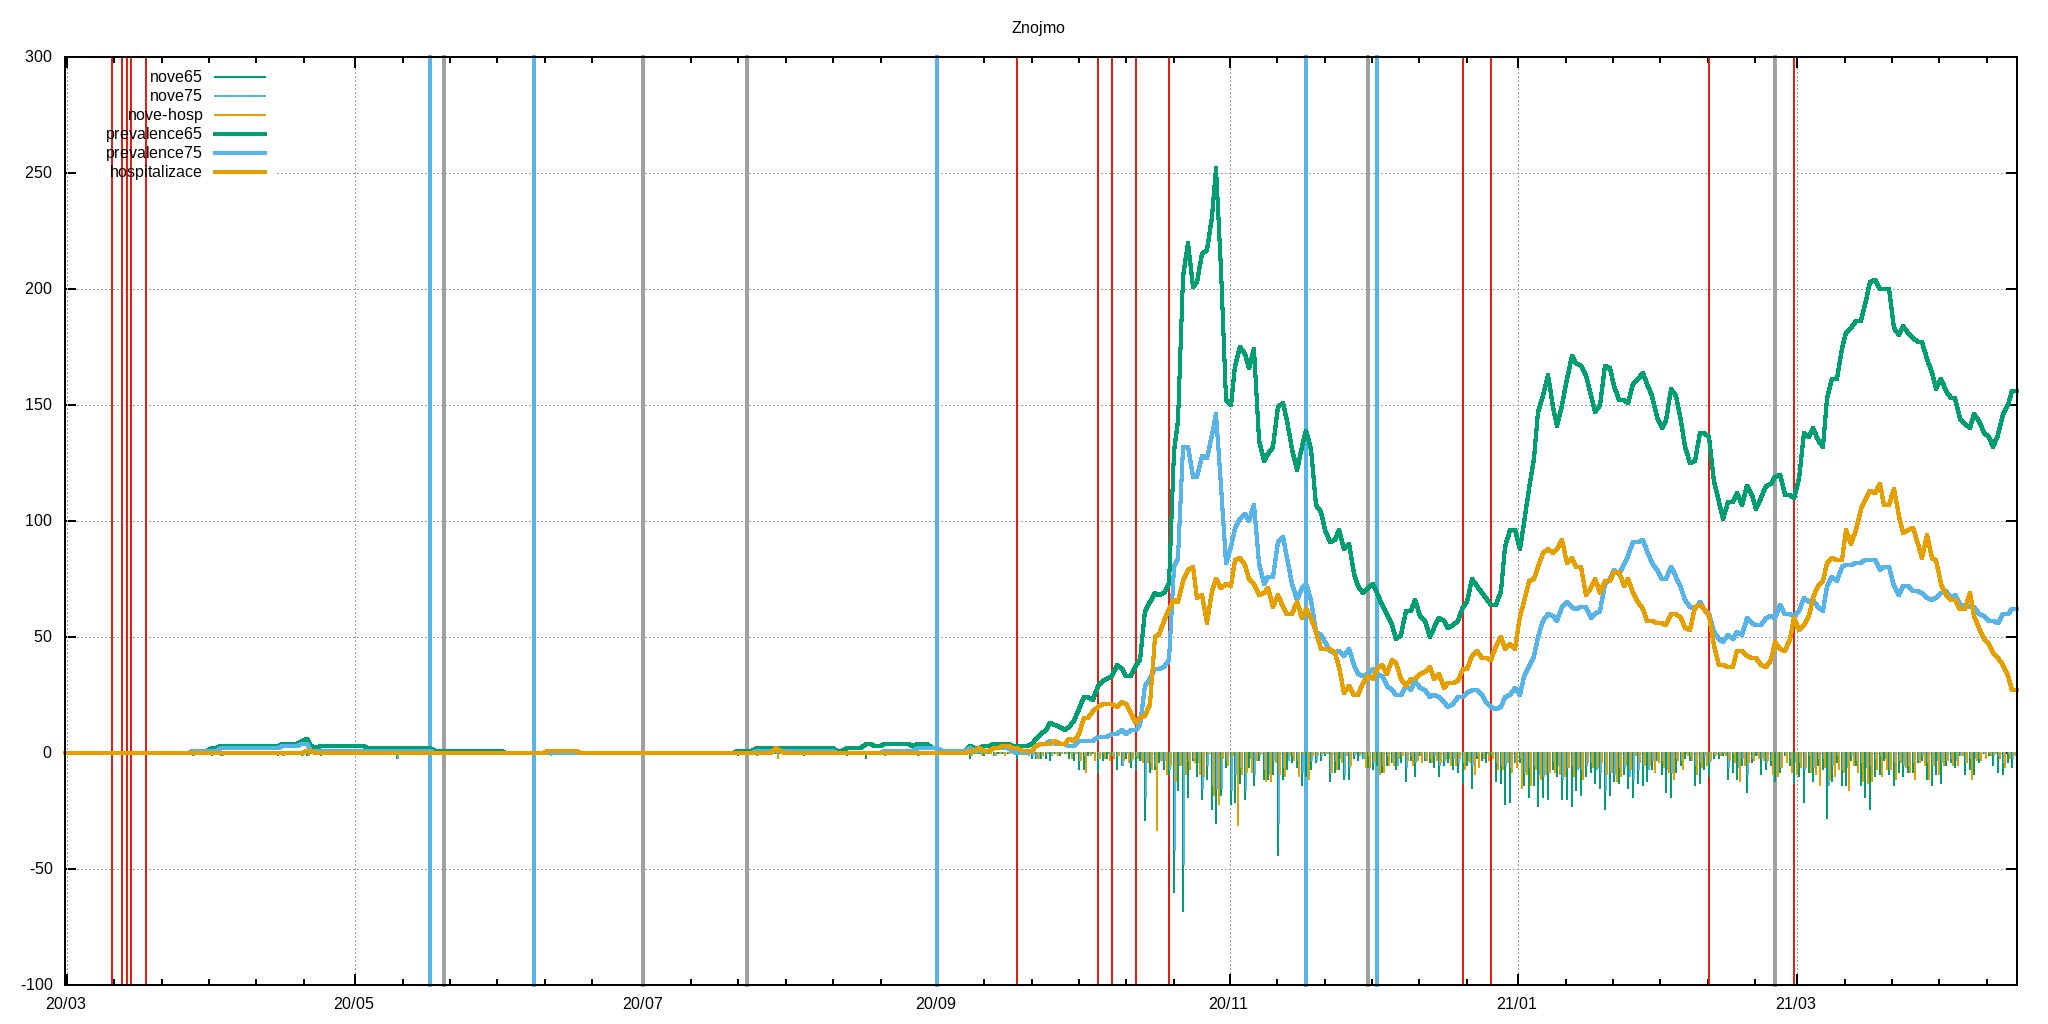 Znojmo
300
250
200
150
100
50
0
-50
-100
nove65
nove75
nove-hosp
prevalence65
prevalence75
hospitalizace
20/03 20/05 20/07 20/09 20/11 21/01 21/03